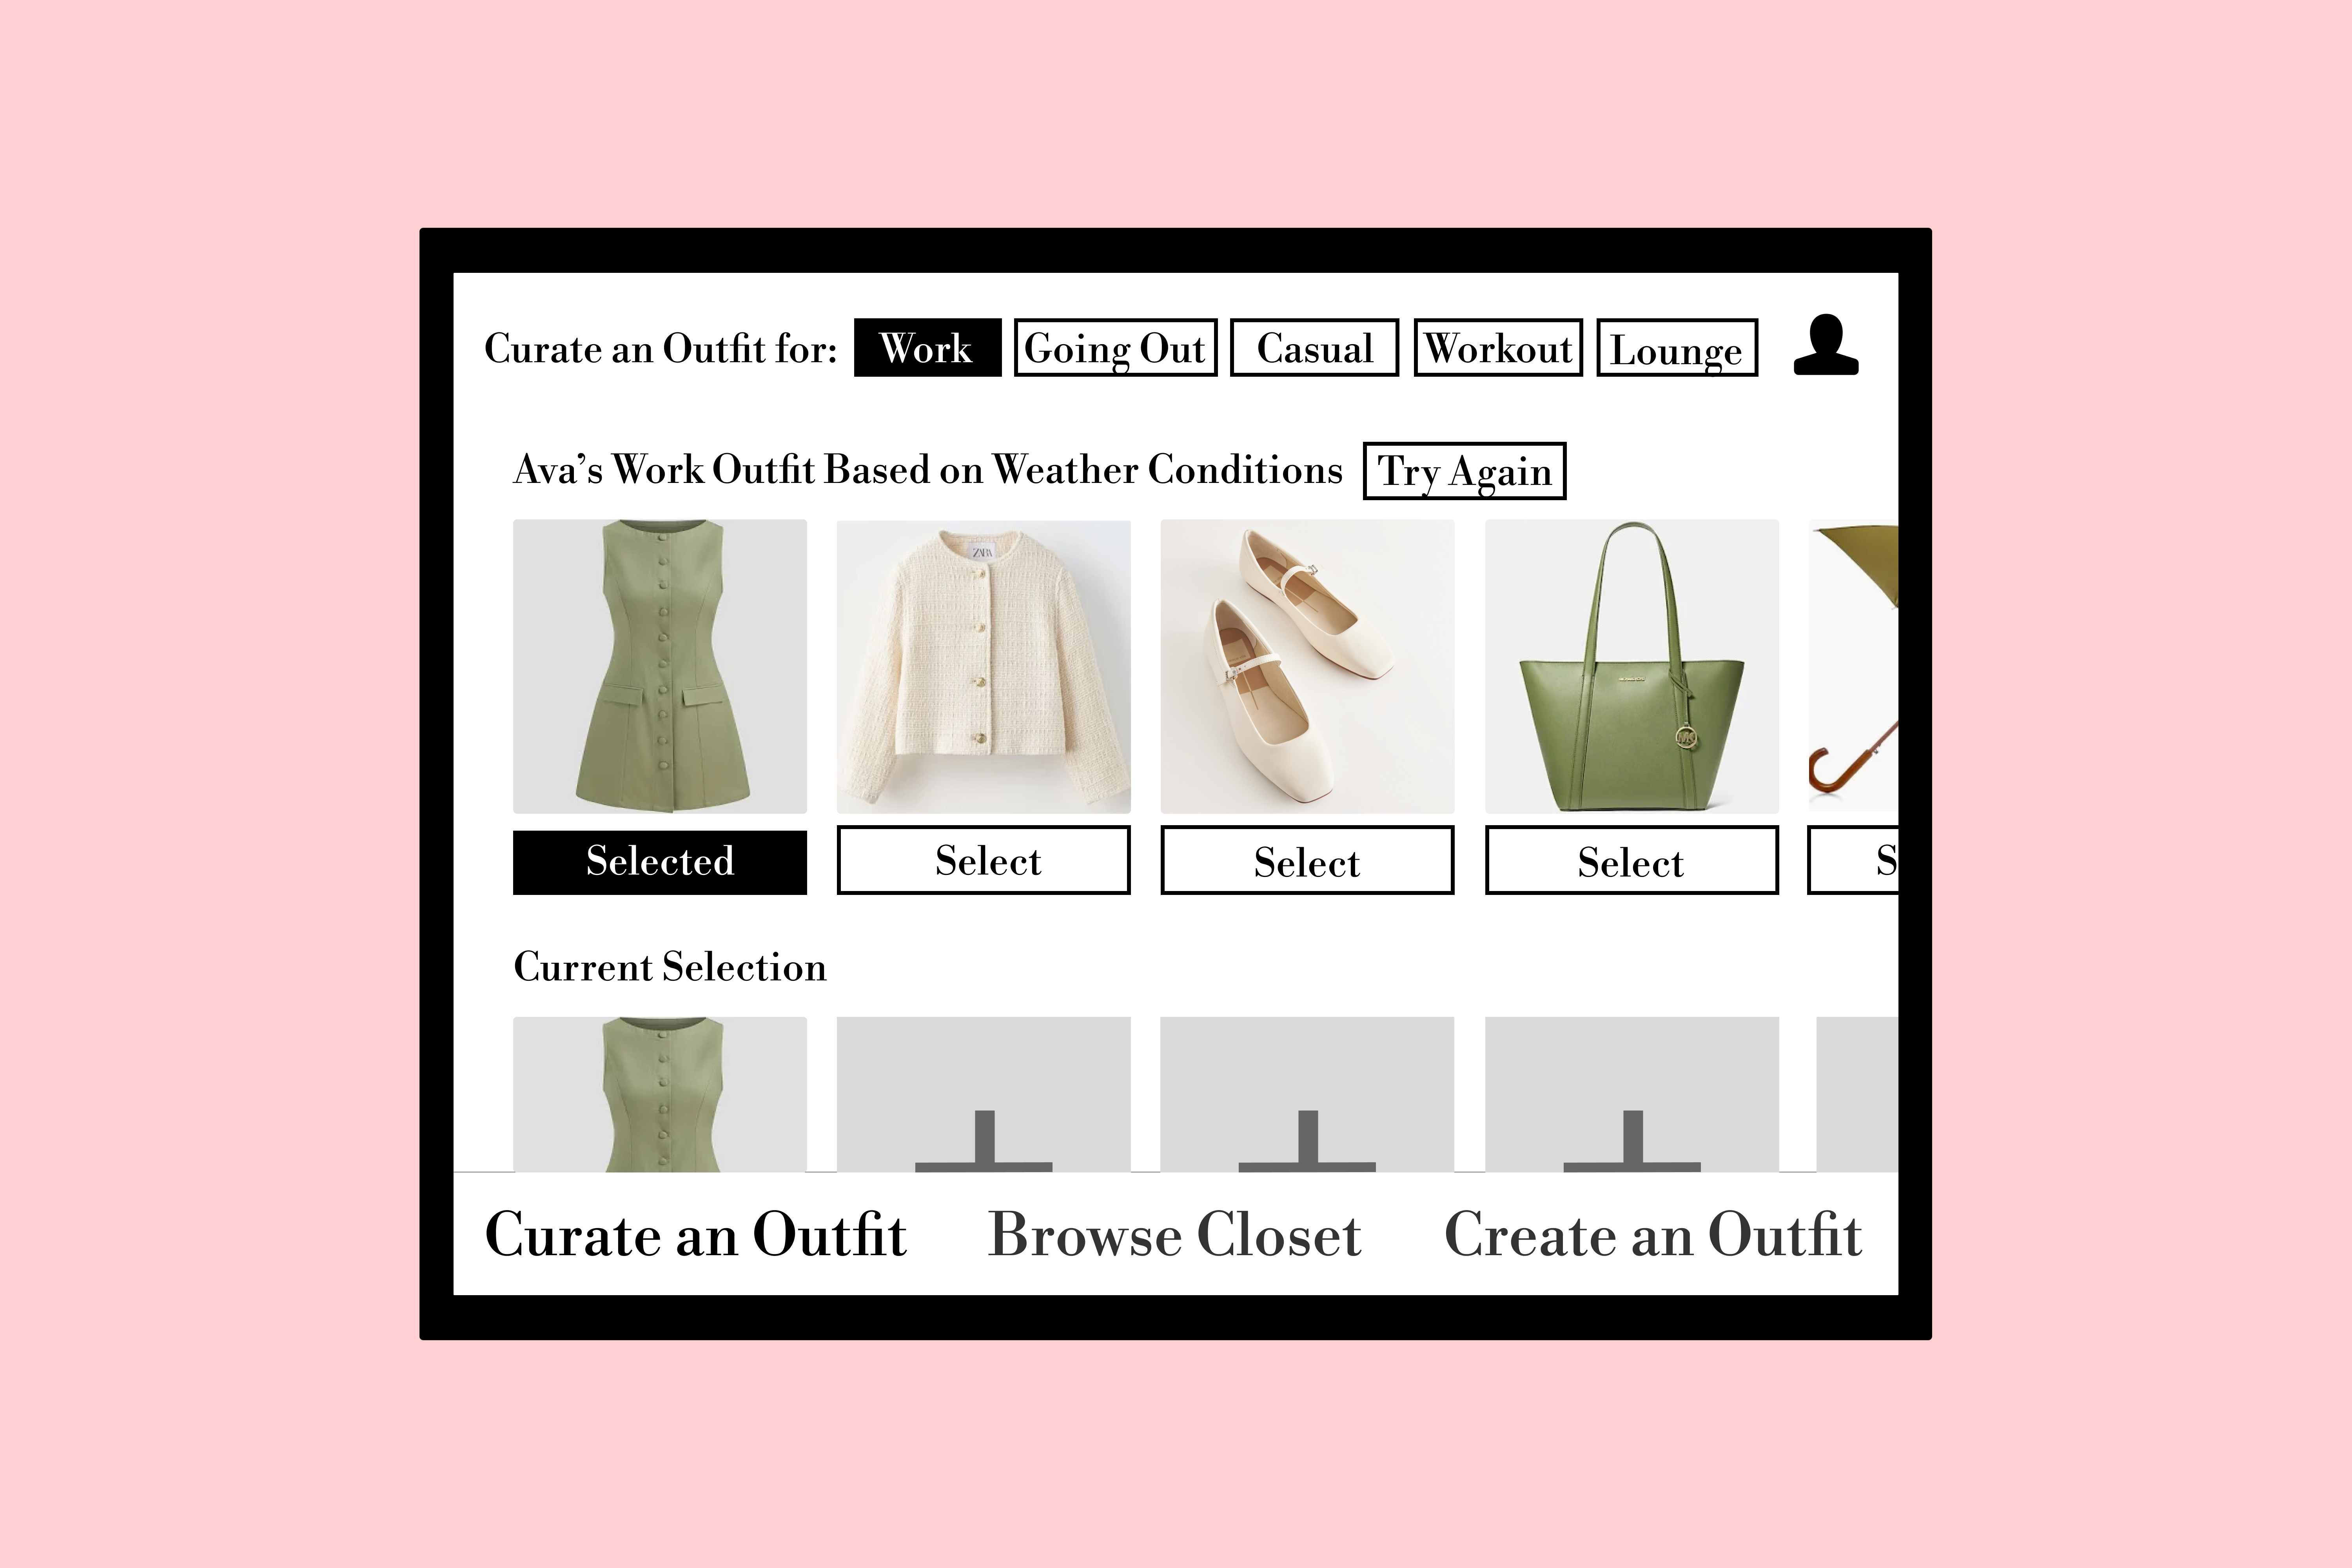 Curate an Outfit for: Work Going Out Casual Workout Lounge
Ava's Work Outfit Based on Weather Conditions Try Again
ZARA
Selected Select Select Select S
Current Selection
Curate an Outfit Browse Closet Create an Outfit